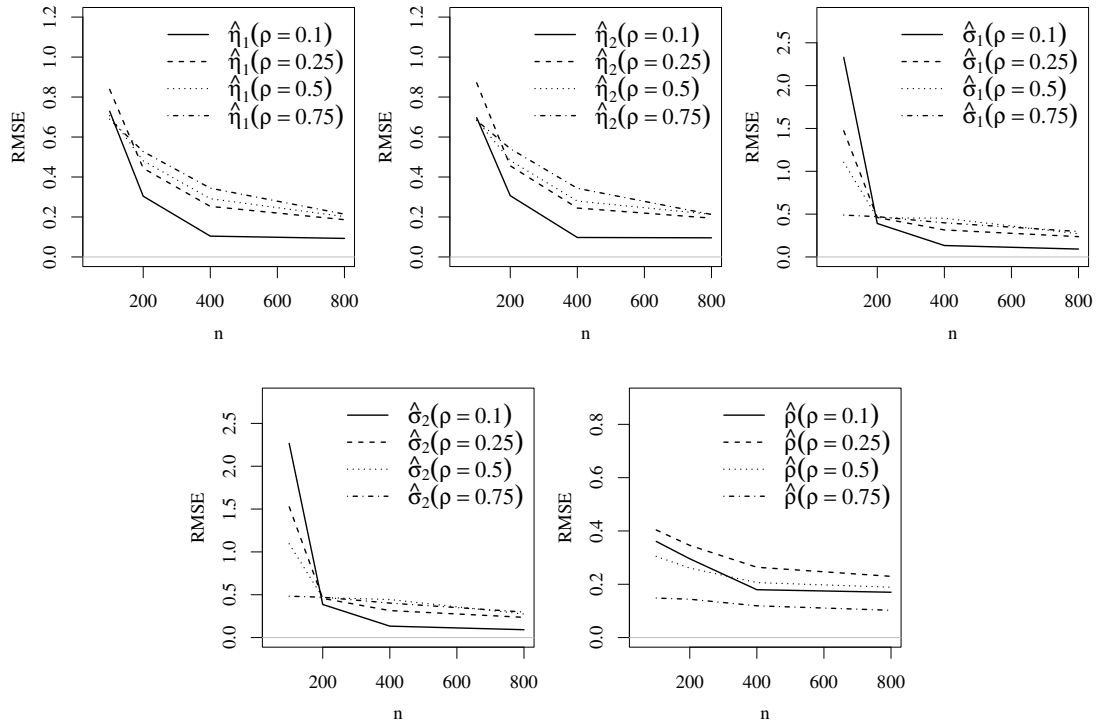 RMSE
0.0 0.2 0.4 0.6 0.8 1.0 1.2
η̂₁(ρ = 0.1)
η̂₁(ρ = 0.25)
η̂₁(ρ = 0.5)
η̂₁(ρ = 0.75)
200 400 600 800
n
RMSE
0.0 0.2 0.4 0.6 0.8 1.0 1.2
η̂₂(ρ = 0.1)
η̂₂(ρ = 0.25)
η̂₂(ρ = 0.5)
η̂₂(ρ = 0.75)
200 400 600 800
n
RMSE
0.0 0.5 1.0 1.5 2.0 2.5
σ̂₁(ρ = 0.1)
σ̂₁(ρ = 0.25)
σ̂₁(ρ = 0.5)
σ̂₁(ρ = 0.75)
200 400 600 800
n
RMSE
0.0 0.5 1.0 1.5 2.0 2.5
σ̂₂(ρ = 0.1)
σ̂₂(ρ = 0.25)
σ̂₂(ρ = 0.5)
σ̂₂(ρ = 0.75)
200 400 600 800
n
RMSE
0.0 0.2 0.4 0.6 0.8
ρ̂(ρ = 0.1)
ρ̂(ρ = 0.25)
ρ̂(ρ = 0.5)
ρ̂(ρ = 0.75)
200 400 600 800
n